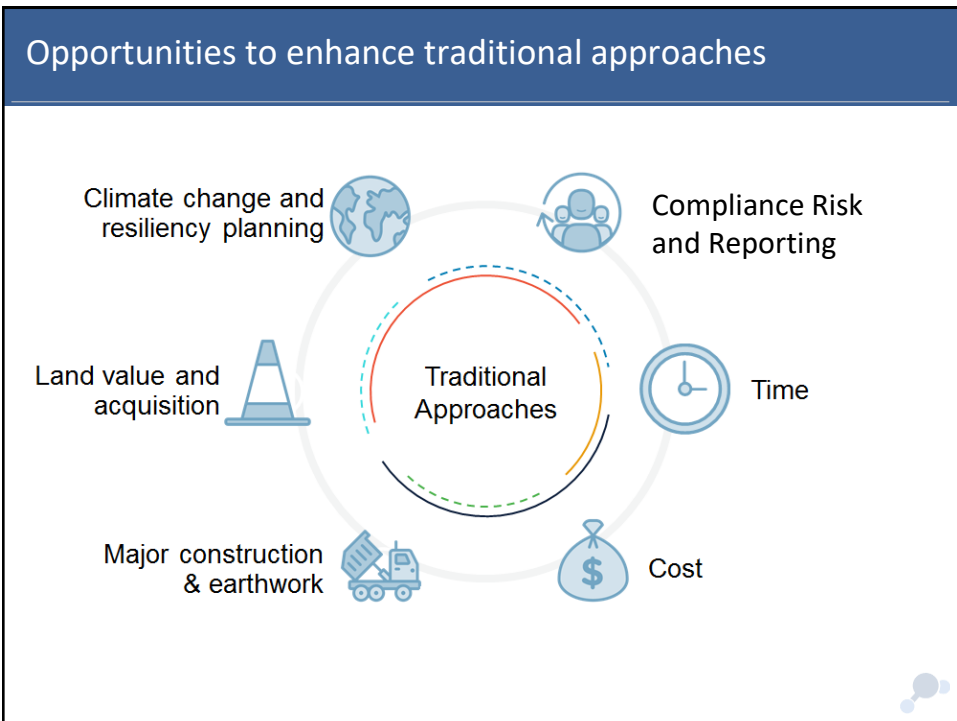 Opportunities to enhance traditional approaches
Climate change and
resiliency planning
Compliance Risk
and Reporting
Land value and
acquisition
Traditional
Approaches
Time
Major construction
& earthwork
$
Cost